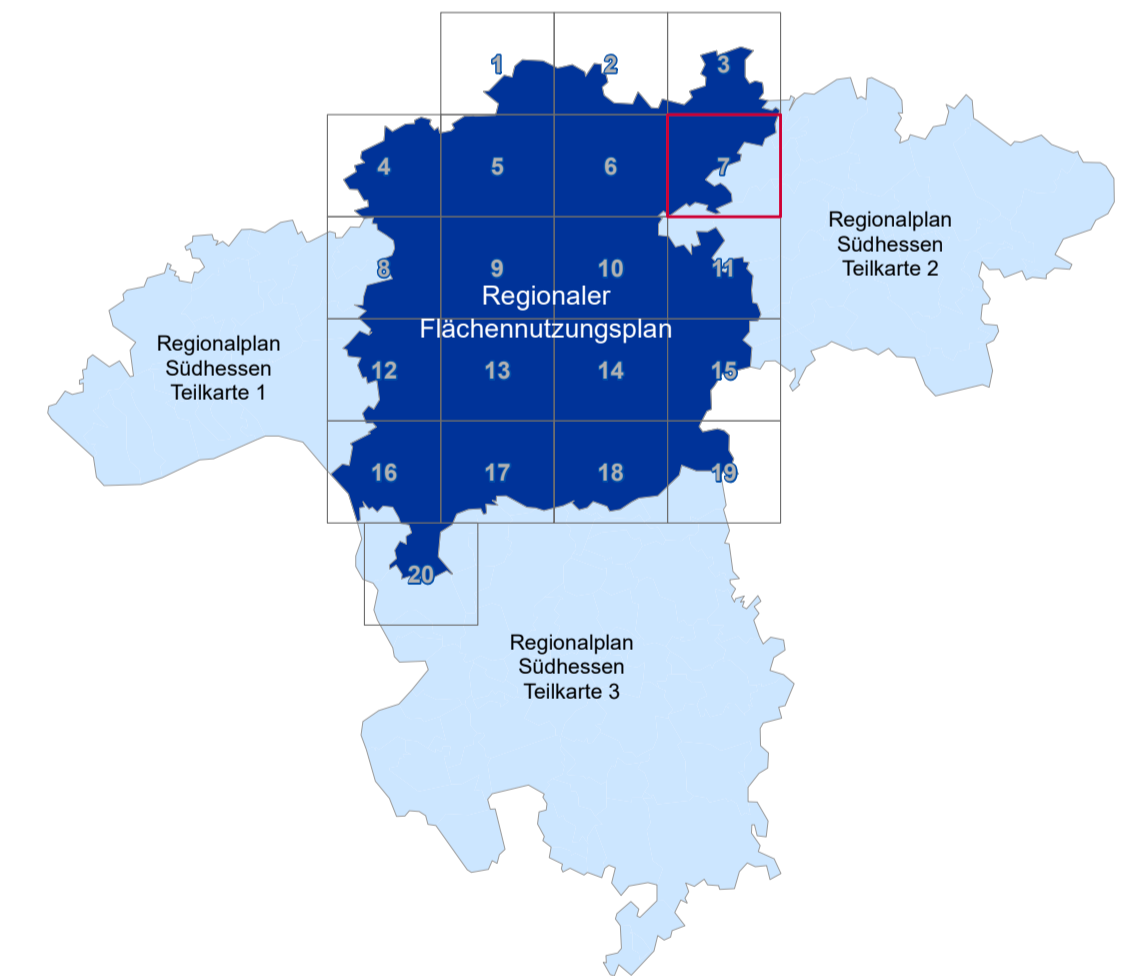 1
2
3
4
5
6
7
Regionalplan
Südhessen
Teilkarte 2
8
9
10
11
Regionaler
Flächennutzungsplan
Regionalplan
Südhessen
Teilkarte 1
12
13
14
15
16
17
18
19
20
Regionalplan
Südhessen
Teilkarte 3